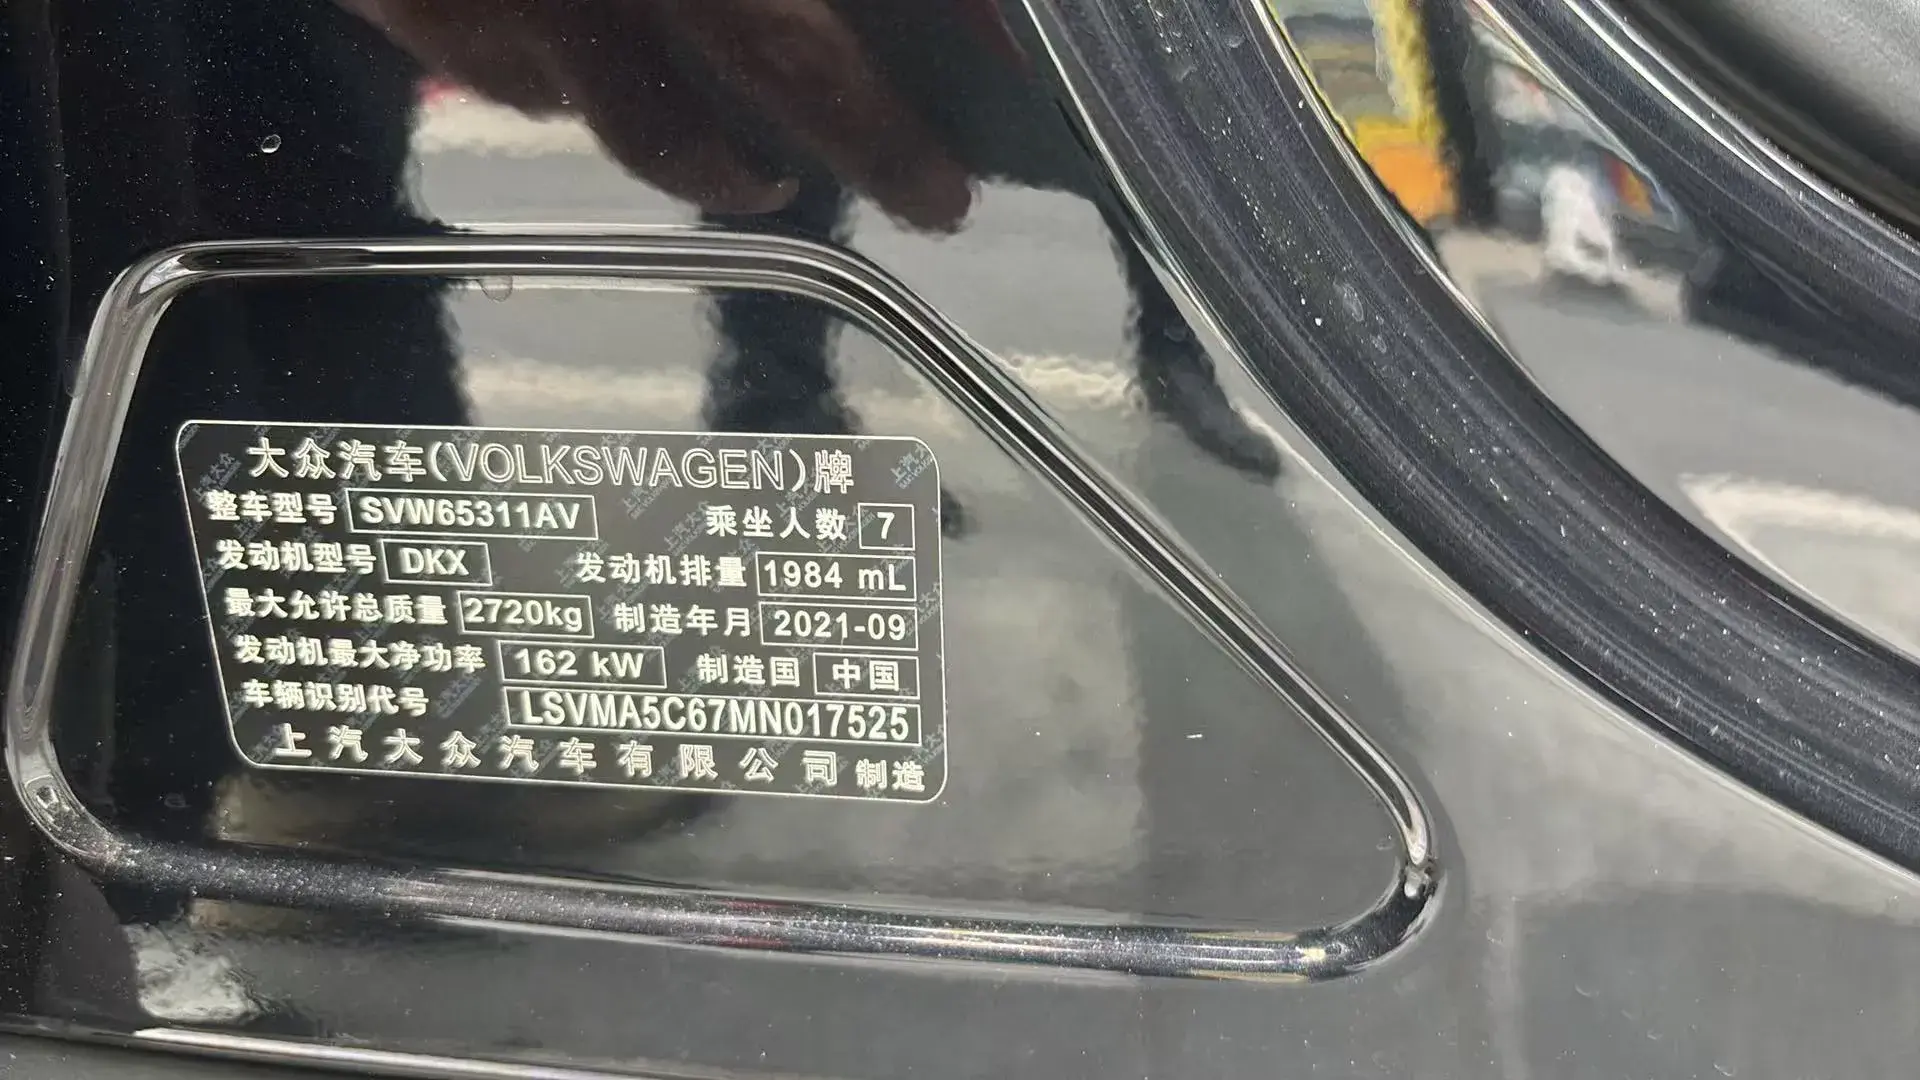 大众汽车(VOLKSWAGEN)牌
整车型号 SVW65311AV 乘坐人数 7
发动机型号 DKX 发动机排量 1984 mL
最大允许总质量 2720kg 制造年月 2021-09
发动机最大净功率 162 kW 制造国 中国
车辆识别代号 LSVMA5C67MN017525
上汽大众汽车有限公司 制造